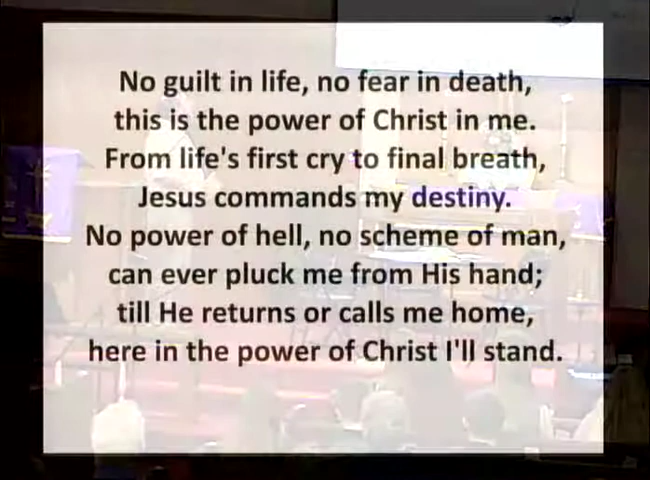 No guilt in life, no fear in death,
this is the power of Christ in me.
From life's first cry to final breath,
Jesus commands my destiny.
No power of hell, no scheme of man,
can ever pluck me from His hand;
till He returns or calls me home,
here in the power of Christ I'll stand.